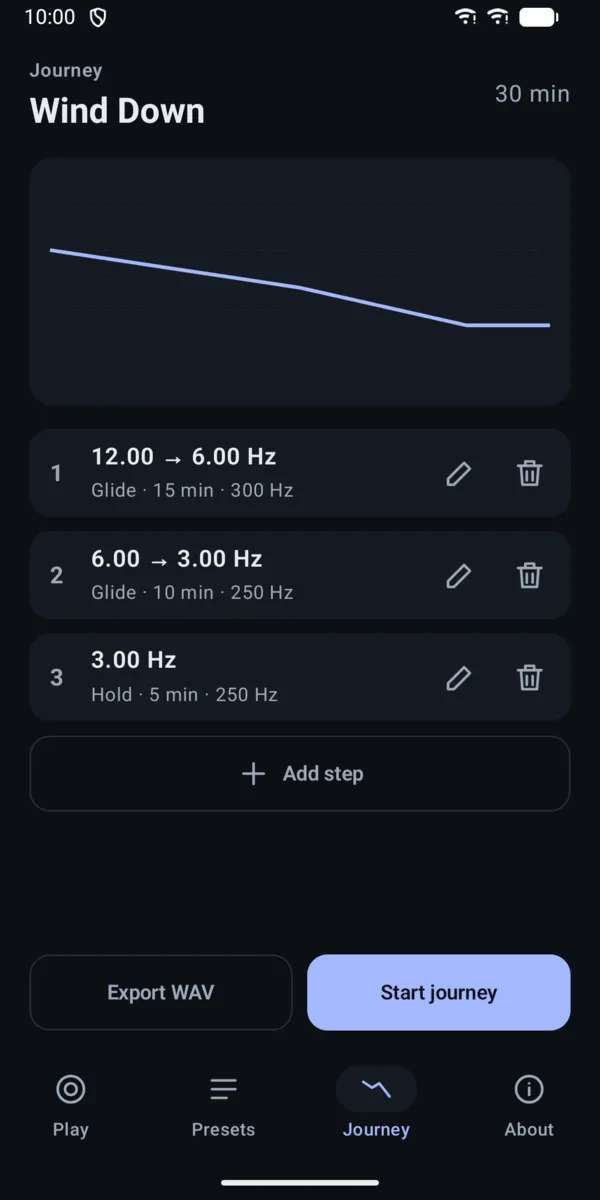 10:00
Journey
Wind Down
30 min
1
12.00 → 6.00 Hz
Glide · 15 min · 300 Hz
2
6.00 → 3.00 Hz
Glide · 10 min · 250 Hz
3
3.00 Hz
Hold · 5 min · 250 Hz
Add step
Export WAV
Start journey
Play
Presets
Journey
About